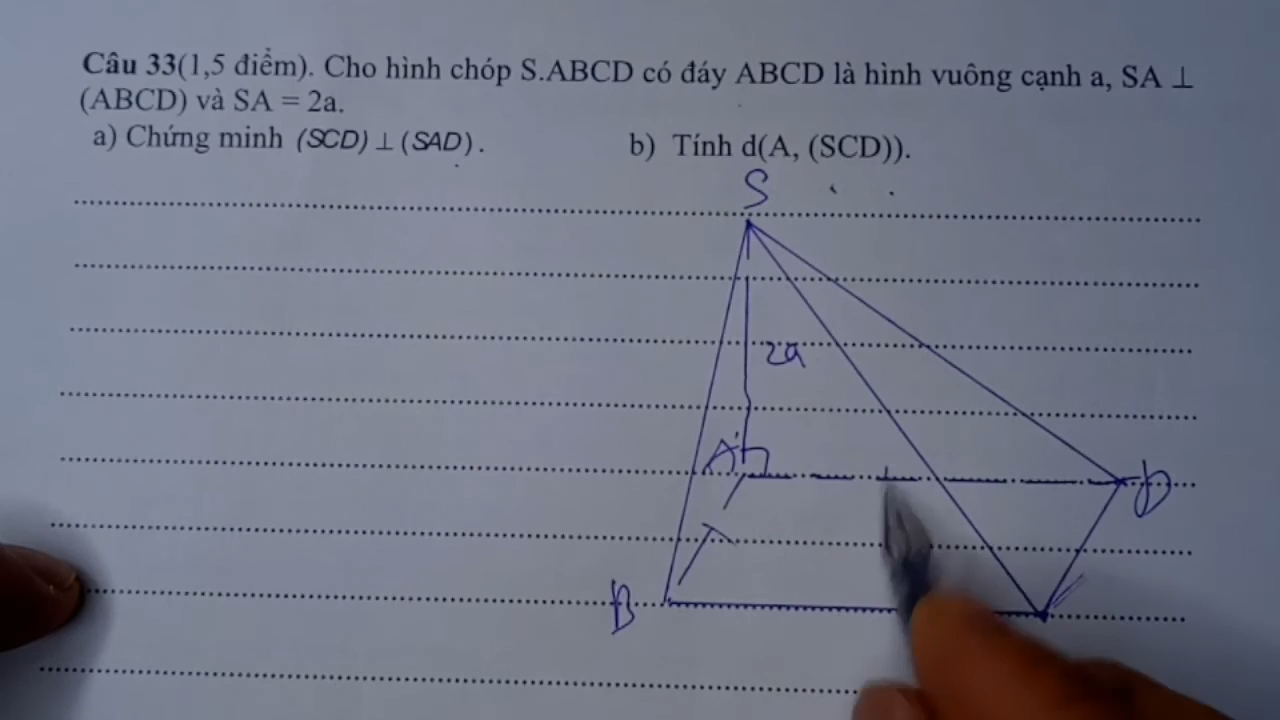 Câu 33(1,5 điểm). Cho hình chóp S.ABCD có đáy ABCD là hình vuông cạnh a, SA ⊥
(ABCD) và SA = 2a.
a) Chứng minh (SCD) ⊥ (SAD). b) Tính d(A, (SCD)).
S
2a
A
D
B